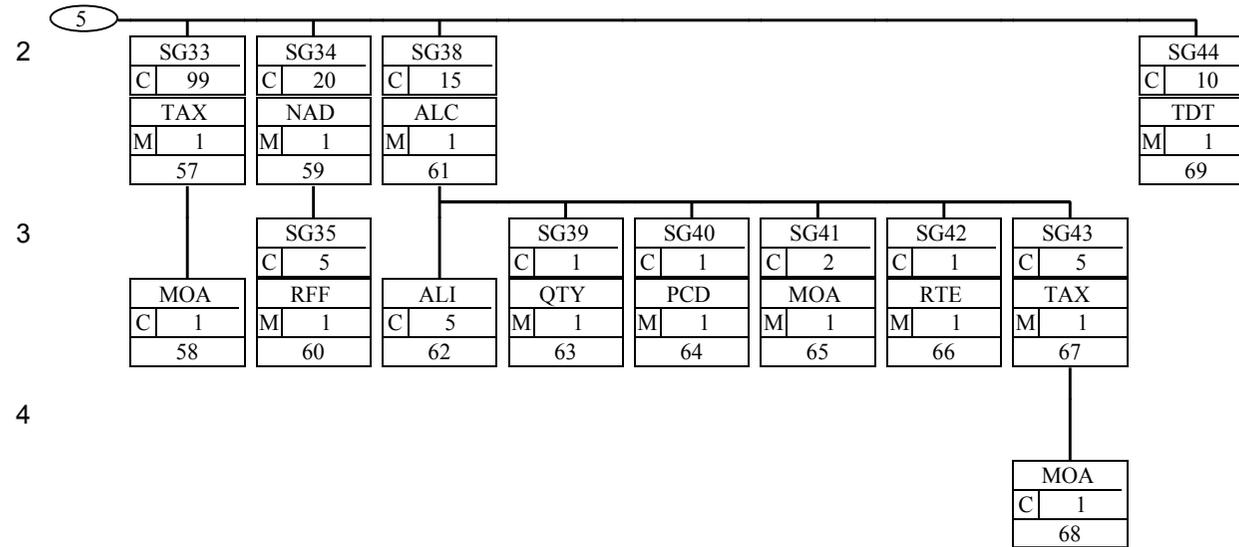 5
2
SG33 SG34 SG38 SG44
C 99 C 20 C 15 C 10
TAX NAD ALC TDT
M 1 M 1 M 1 M 1
57 59 61 69
3
SG35 SG39 SG40 SG41 SG42 SG43
C 5 C 1 C 1 C 2 C 1 C 5
MOA RFF ALI QTY PCD MOA RTE TAX
C 1 M 1 C 5 M 1 M 1 M 1 M 1 M 1
58 60 62 63 64 65 66 67
4
MOA
C 1
68